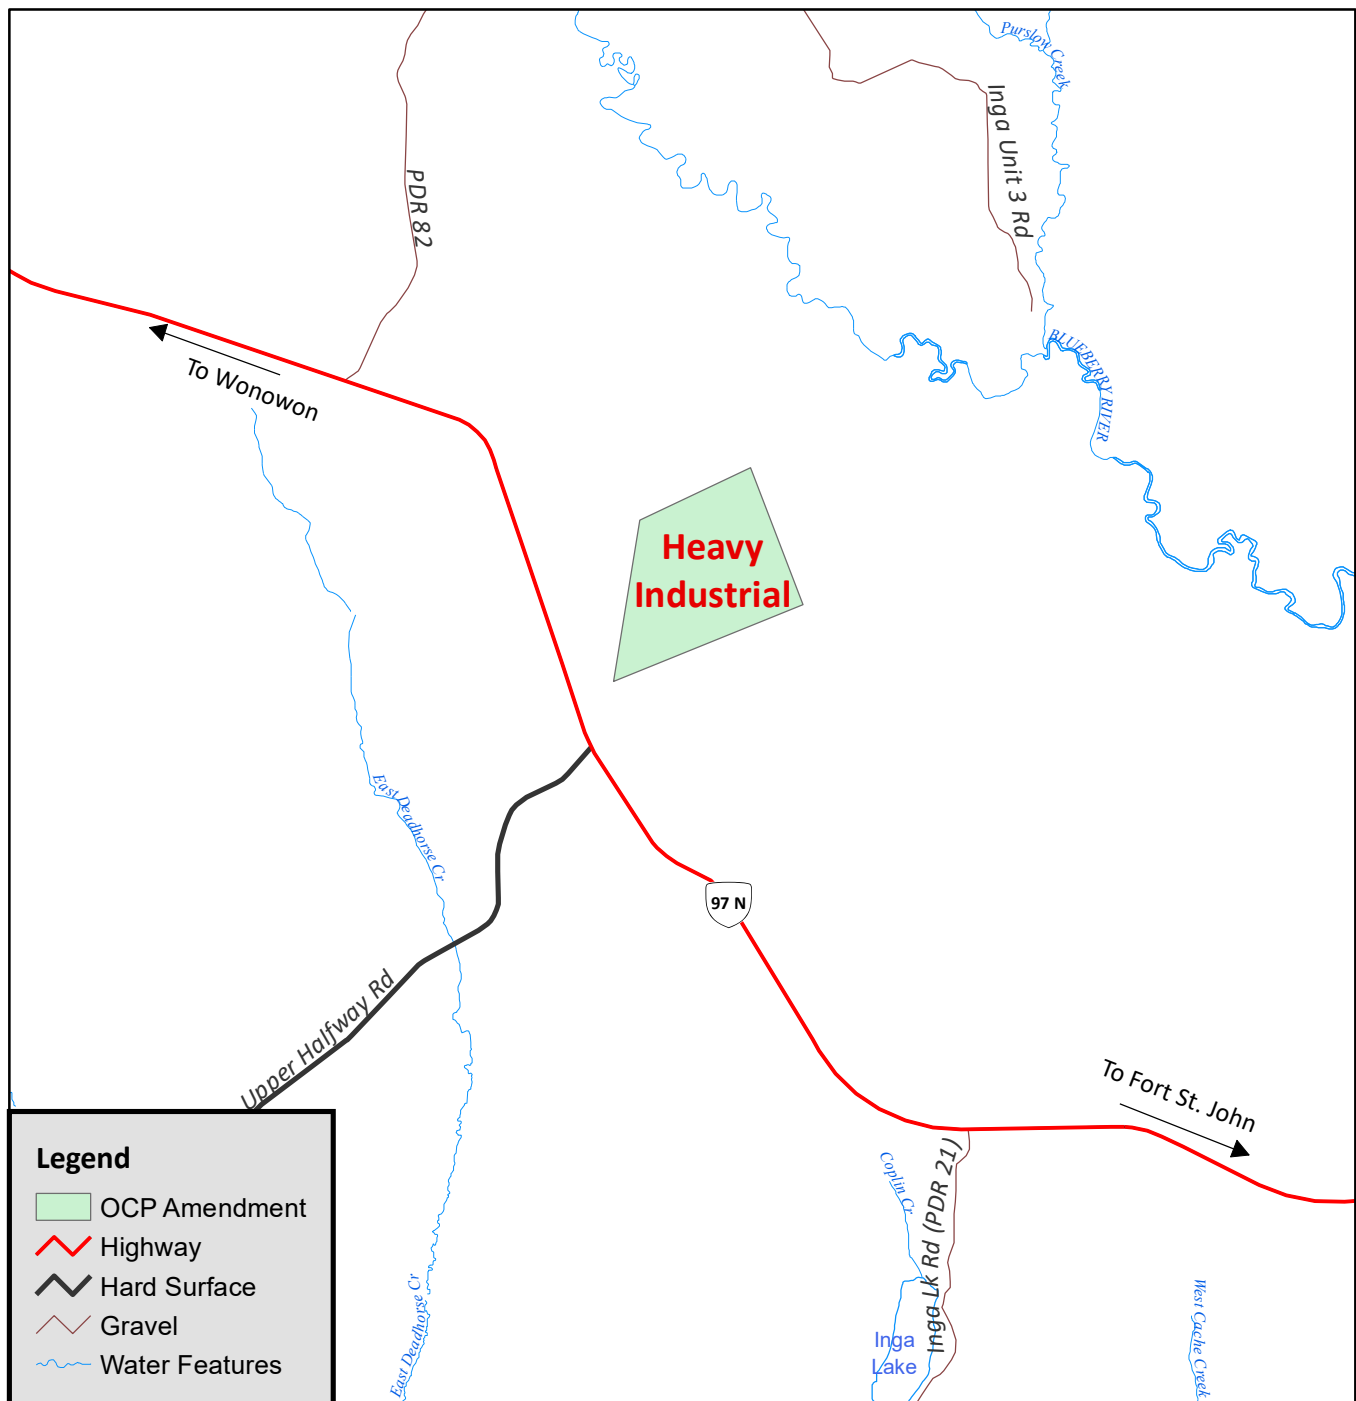 Purslow Creek
Inga Unit 3 Rd
PDR 82
BLUEBERRY RIVER
To Wonowon
Heavy
Industrial
East Deadhorse Cr
97 N
Upper Halfway Rd
To Fort St. John
Coplin Cr
Inga Lk Rd (PDR 21)
Inga
Lake
West Cache Creek
East Deadhorse Cr
Legend
OCP Amendment
Highway
Hard Surface
Gravel
Water Features